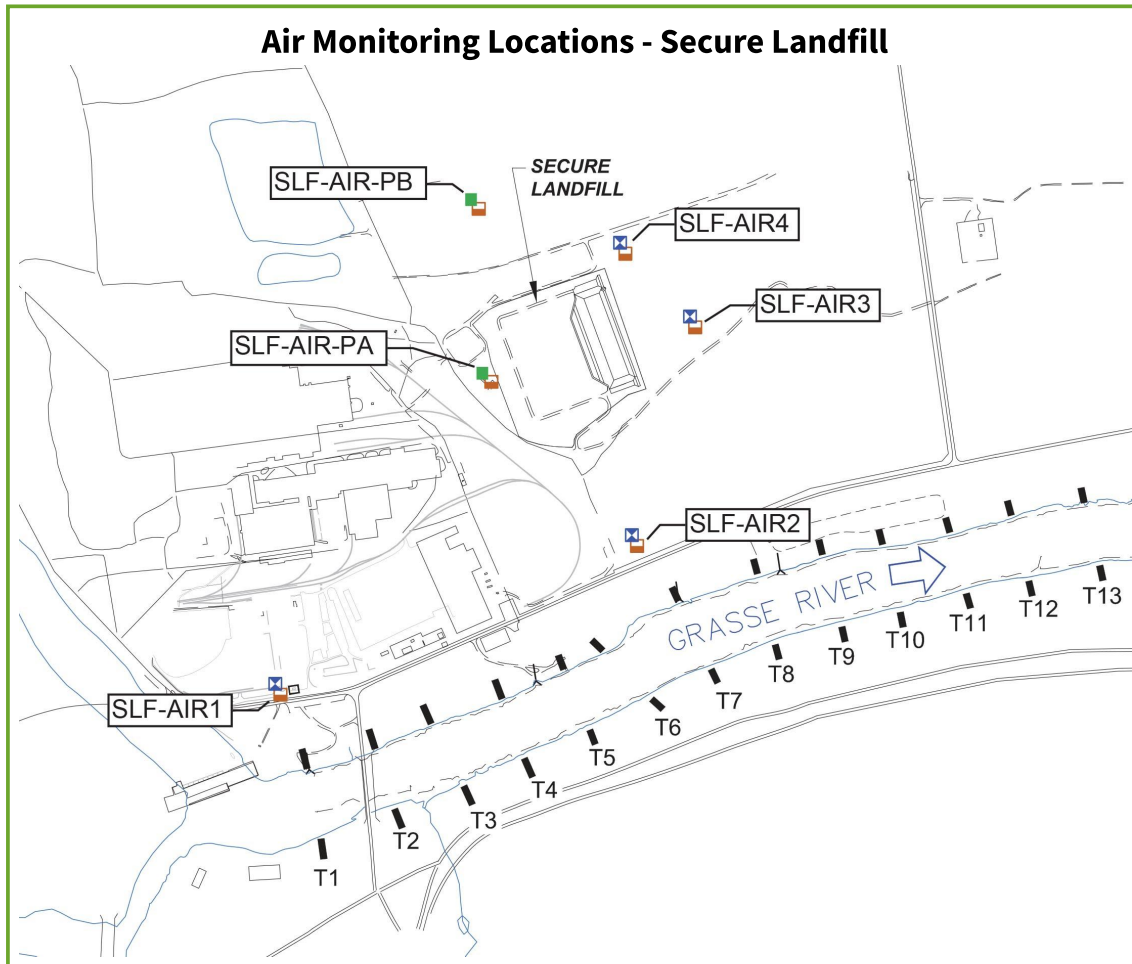 Air Monitoring Locations - Secure Landfill
SLF-AIR-PB
SECURE
LANDFILL
SLF-AIR4
SLF-AIR3
SLF-AIR-PA
SLF-AIR2
GRASSE RIVER
SLF-AIR1
T13
T12
T11
T10
T9
T8
T7
T6
T5
T4
T3
T2
T1